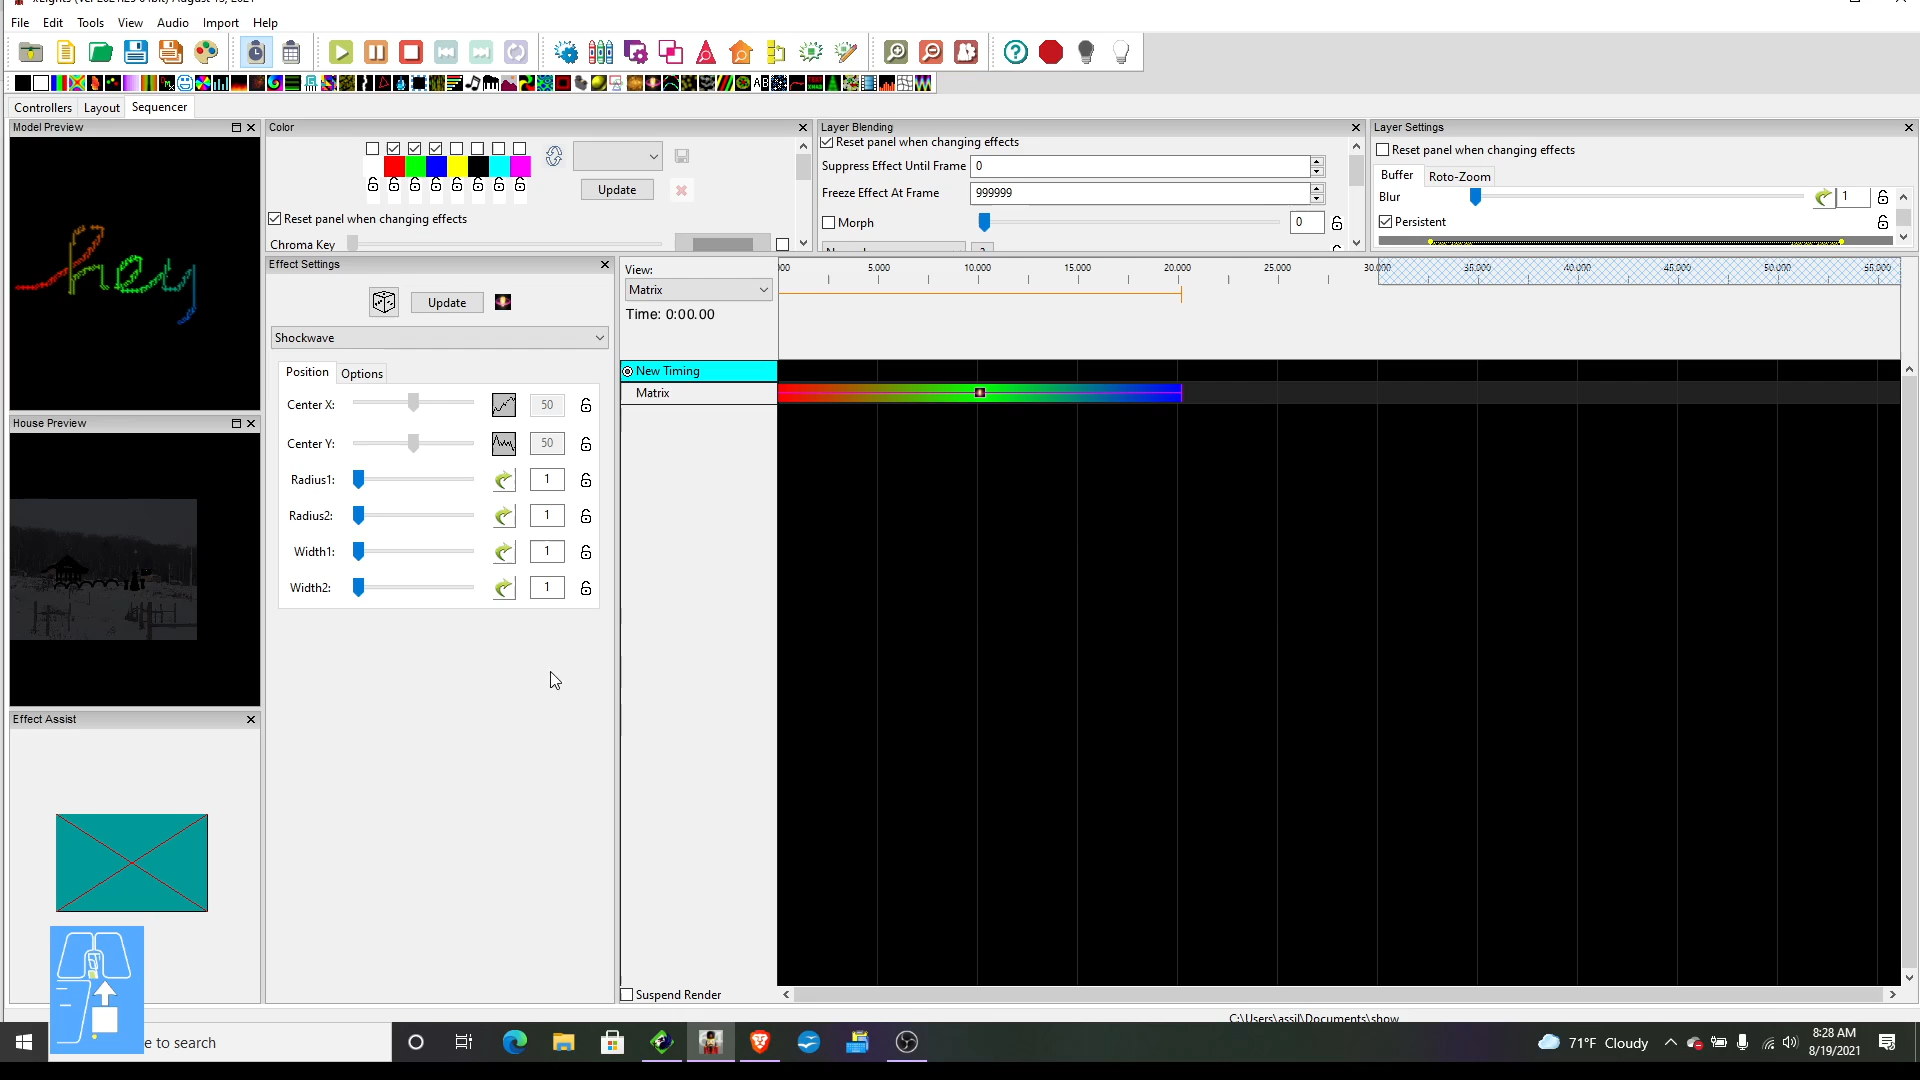 File Edit Tools View Audio Import Help
Controllers Layout Sequencer
Model Preview
hey
House Preview
Effect Assist
Color
Update
Reset panel when changing effects
Chroma Key
Effect Settings
Update
Shockwave
Position Options
Center X: 50
Center Y: 50
Radius1: 1
Radius2: 1
Width1: 1
Width2: 1
Layer Blending
Reset panel when changing effects
Suppress Effect Until Frame 0
Freeze Effect At Frame 999999
Morph 0
Layer Settings
Reset panel when changing effects
Buffer Roto-Zoom
Blur 1
Persistent
View:
Matrix
Time: 0:00.00
5.000 10.000 15.000 20.000 25.000 30.000 35.000 40.000 45.000 50.000 55.000
New Timing
Matrix
Suspend Render
C:\Users\assil\Documents\show
e to search
71°F Cloudy
8:28 AM
8/19/2021